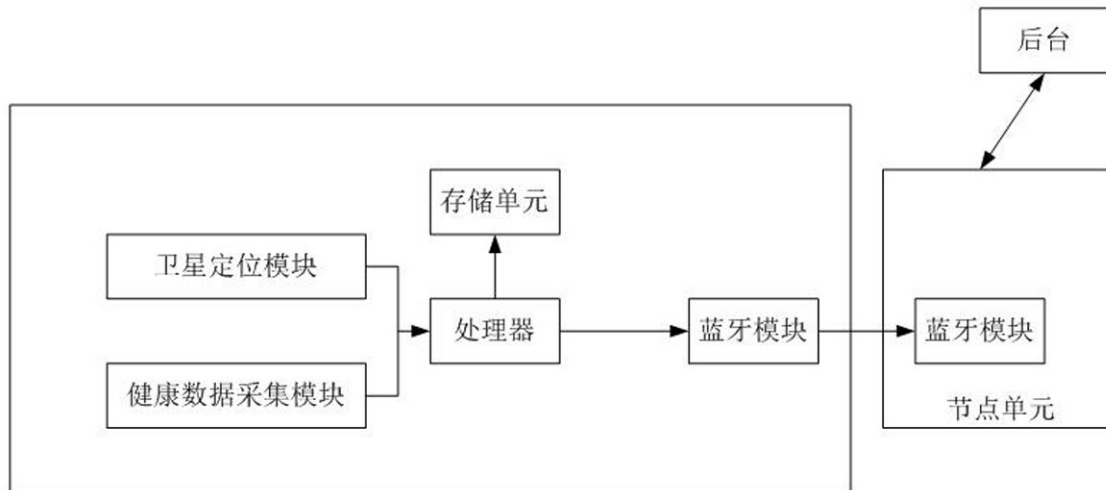 后台
存储单元
卫星定位模块
处理器
蓝牙模块
蓝牙模块
健康数据采集模块
节点单元